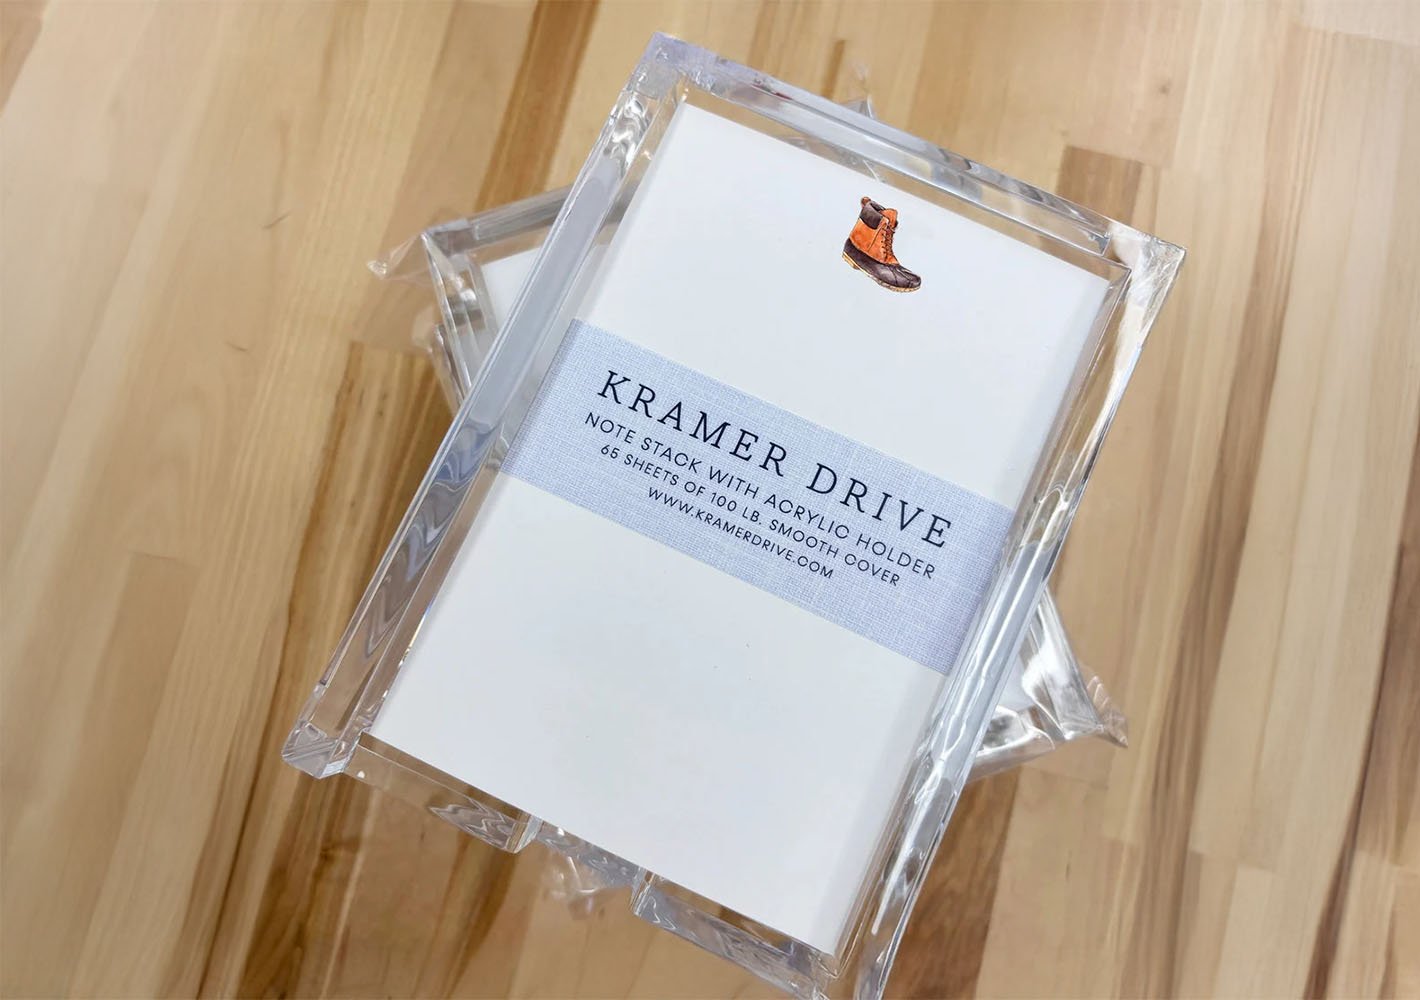 KRAMER DRIVE
NOTE STACK WITH ACRYLIC HOLDER
65 SHEETS OF 100 LB. SMOOTH COVER
WWW.KRAMERDRIVE.COM